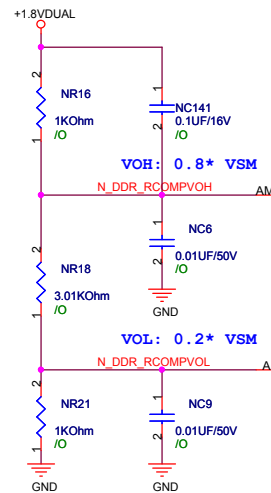 +1.8VDUAL
2
NR16
1KOhm
/O
1
1
NC141
0.1UF/16V
/O
2
VOH: 0.8* VSM
N_DDR_RCOMPVOH
AM
2
NR18
3.01KOhm
/O
1
1
NC6
0.01UF/50V
/O
2
GND
VOL: 0.2* VSM
N_DDR_RCOMPVOL
A
2
NR21
1KOhm
/O
1
GND
1
NC9
0.01UF/50V
/O
2
GND